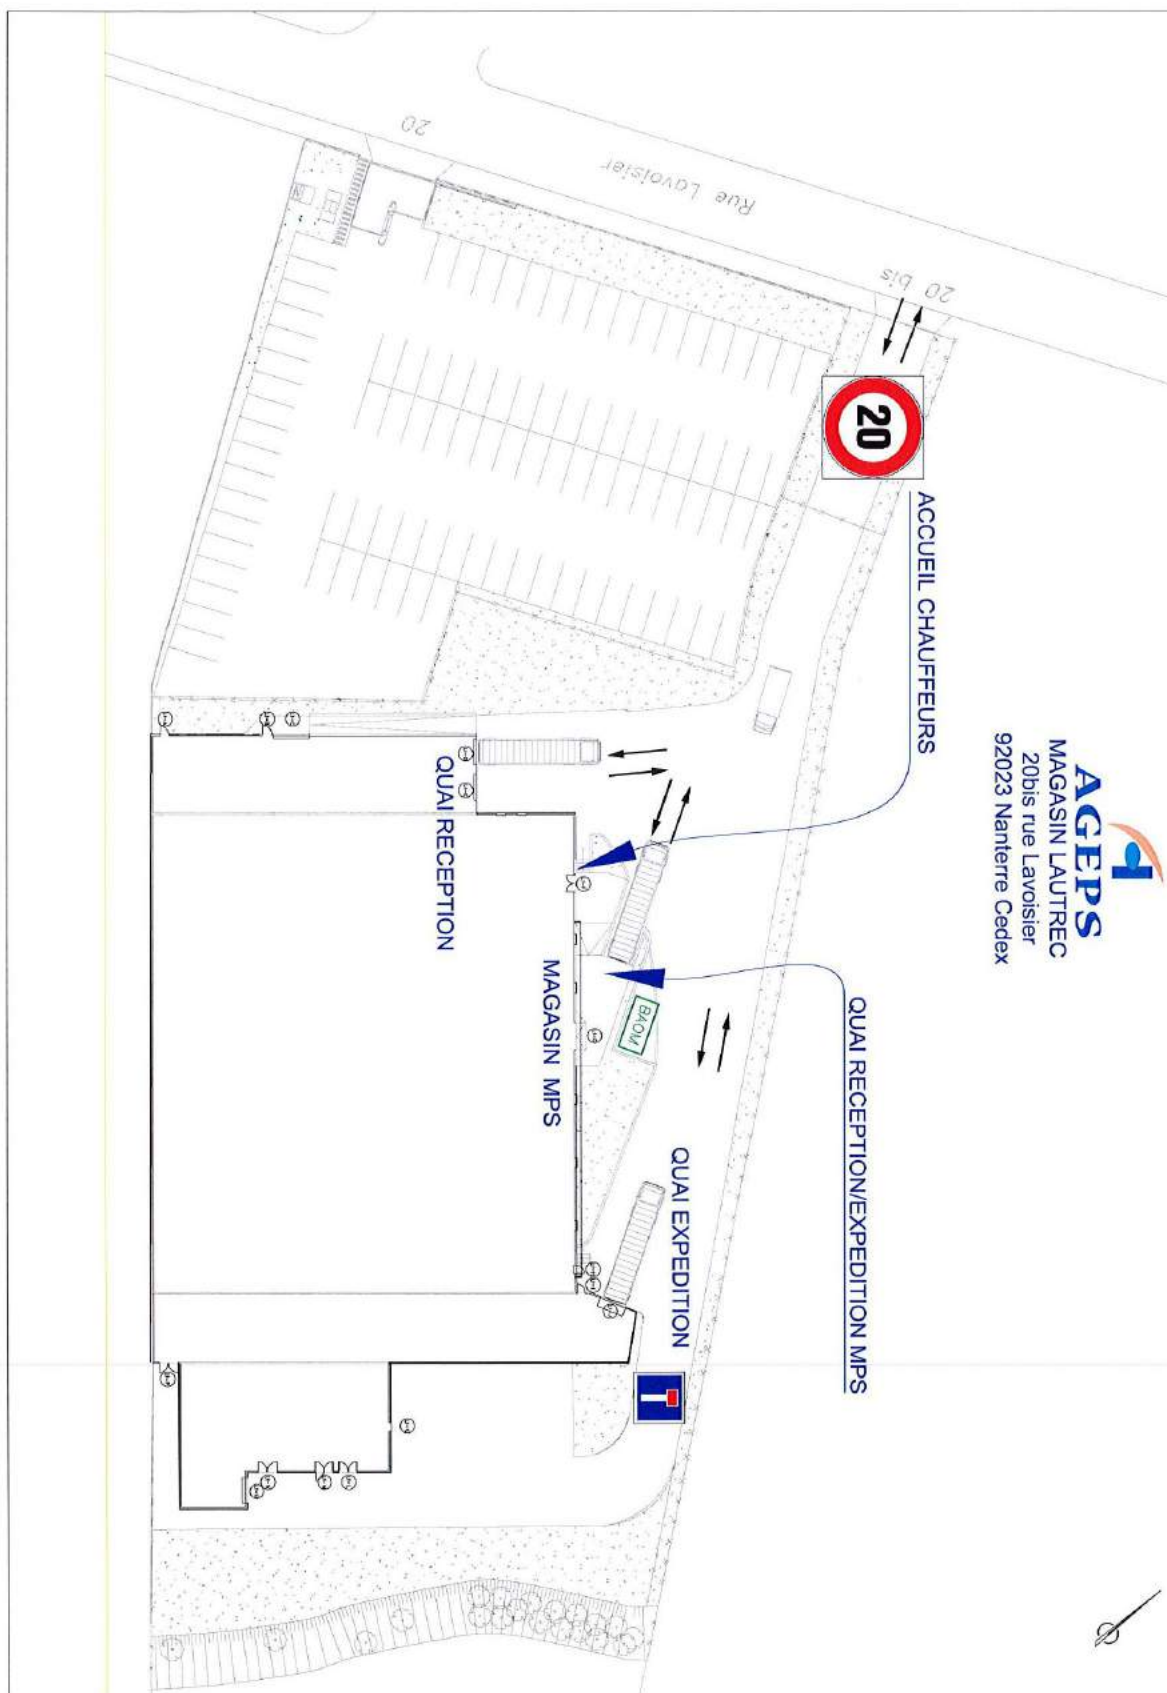 AGEPS
MAGASIN LAUTREC
20bis rue Lavoisier
92023 Nanterre Cedex
20
Rue Lavoisier
20 bis
20
ACCUEIL CHAUFFEURS
QUAI RECEPTION/EXPEDITION MPS
QUAI RECEPTION
MAGASIN MPS
BAOM
QUAI EXPEDITION